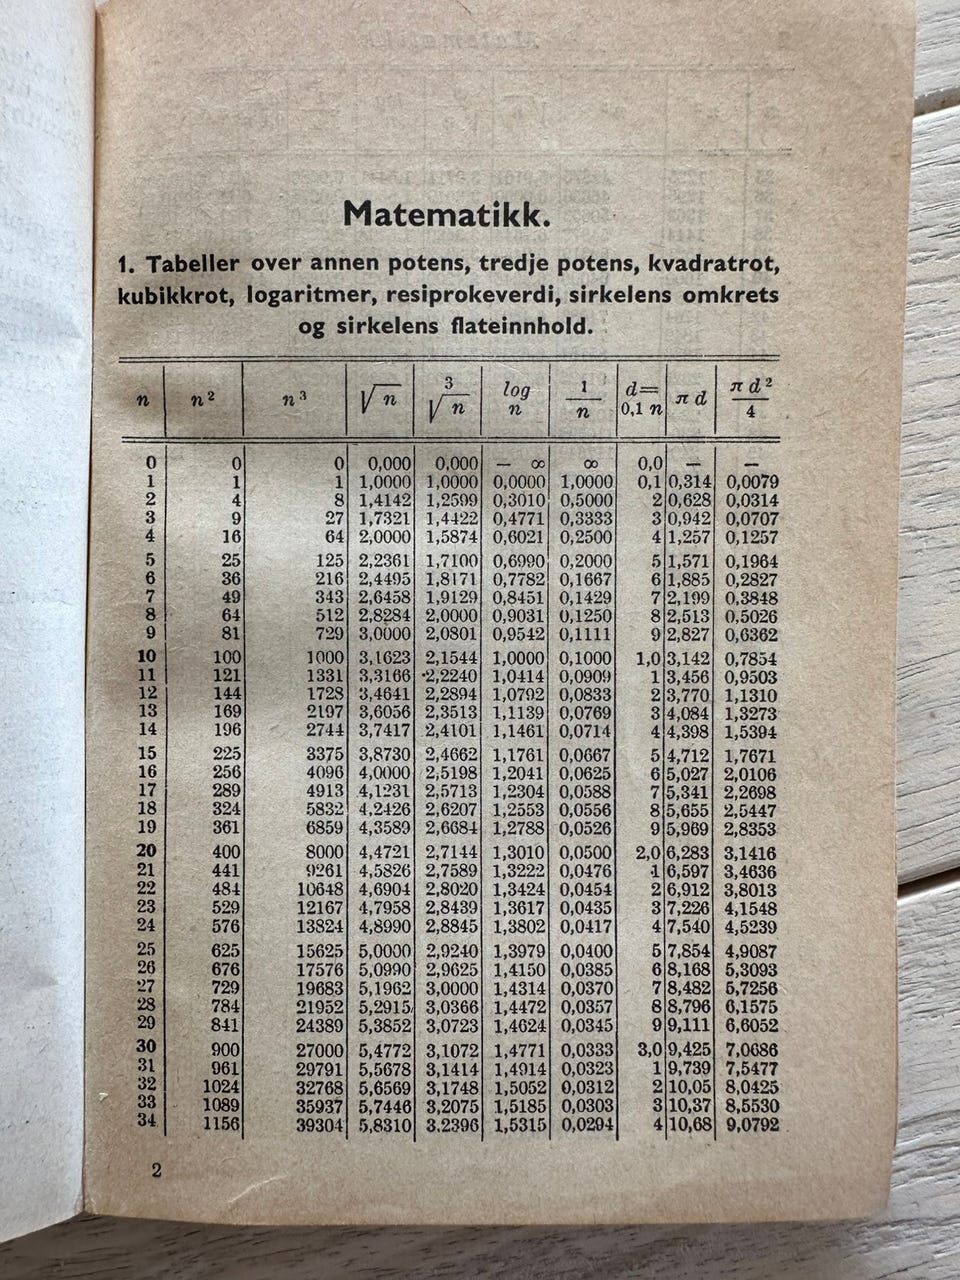 Matematikk.
1. Tabeller over annen potens, tredje potens, kvadratrot,
kubikkrot, logaritmer, resiprokeverdi, sirkelens omkrets
og sirkelens flateinnhold.
n n² n³ √n ³√n log n 1/n d= 0,1 n π d π d²/4
0 0 0 0,000 0,000 — ∞ ∞ 0,0 — —
1 1 1 1,0000 1,0000 0,0000 1,0000 0,1 0,314 0,0079
2 4 8 1,4142 1,2599 0,3010 0,5000 2 0,628 0,0314
3 9 27 1,7321 1,4422 0,4771 0,3333 3 0,942 0,0707
4 16 64 2,0000 1,5874 0,6021 0,2500 4 1,257 0,1257
5 25 125 2,2361 1,7100 0,6990 0,2000 5 1,571 0,1964
6 36 216 2,4495 1,8171 0,7782 0,1667 6 1,885 0,2827
7 49 343 2,6458 1,9129 0,8451 0,1429 7 2,199 0,3848
8 64 512 2,8284 2,0000 0,9031 0,1250 8 2,513 0,5026
9 81 729 3,0000 2,0801 0,9542 0,1111 9 2,827 0,6362
10 100 1000 3,1623 2,1544 1,0000 0,1000 1,0 3,142 0,7854
11 121 1331 3,3166 2,2240 1,0414 0,0909 1 3,456 0,9503
12 144 1728 3,4641 2,2894 1,0792 0,0833 2 3,770 1,1310
13 169 2197 3,6056 2,3513 1,1139 0,0769 3 4,084 1,3273
14 196 2744 3,7417 2,4101 1,1461 0,0714 4 4,398 1,5394
15 225 3375 3,8730 2,4662 1,1761 0,0667 5 4,712 1,7671
16 256 4096 4,0000 2,5198 1,2041 0,0625 6 5,027 2,0106
17 289 4913 4,1231 2,5713 1,2304 0,0588 7 5,341 2,2698
18 324 5832 4,2426 2,6207 1,2553 0,0556 8 5,655 2,5447
19 361 6859 4,3589 2,6684 1,2788 0,0526 9 5,969 2,8353
20 400 8000 4,4721 2,7144 1,3010 0,0500 2,0 6,283 3,1416
21 441 9261 4,5826 2,7589 1,3222 0,0476 1 6,597 3,4636
22 484 10648 4,6904 2,8020 1,3424 0,0454 2 6,912 3,8013
23 529 12167 4,7958 2,8439 1,3617 0,0435 3 7,226 4,1548
24 576 13824 4,8990 2,8845 1,3802 0,0417 4 7,540 4,5239
25 625 15625 5,0000 2,9240 1,3979 0,0400 5 7,854 4,9087
26 676 17576 5,0990 2,9625 1,4150 0,0385 6 8,168 5,3093
27 729 19683 5,1962 3,0000 1,4314 0,0370 7 8,482 5,7256
28 784 21952 5,2915 3,0366 1,4472 0,0357 8 8,796 6,1575
29 841 24389 5,3852 3,0723 1,4624 0,0345 9 9,111 6,6052
30 900 27000 5,4772 3,1072 1,4771 0,0333 3,0 9,425 7,0686
31 961 29791 5,5678 3,1414 1,4914 0,0323 1 9,739 7,5477
32 1024 32768 5,6569 3,1748 1,5052 0,0312 2 10,05 8,0425
33 1089 35937 5,7446 3,2075 1,5185 0,0303 3 10,37 8,5530
34 1156 39304 5,8310 3,2396 1,5315 0,0294 4 10,68 9,0792
2